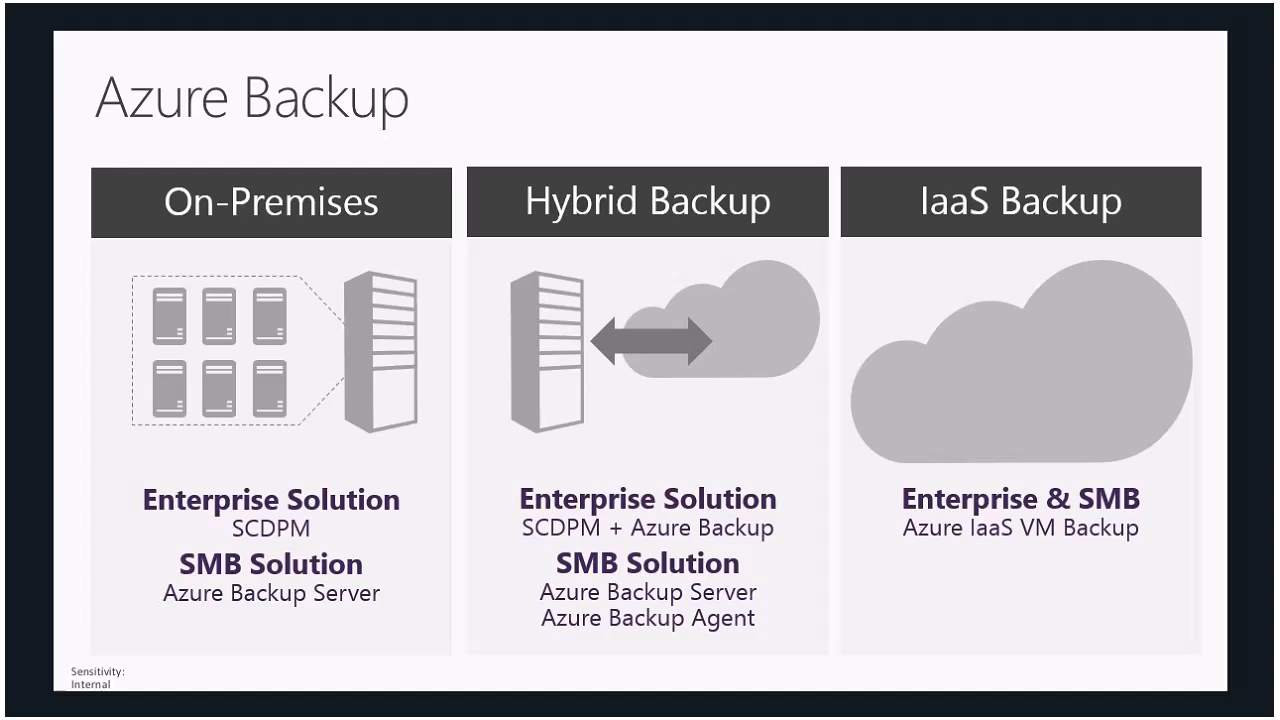 Azure Backup
On-Premises
Enterprise Solution
SCDPM
SMB Solution
Azure Backup Server
Hybrid Backup
Enterprise Solution
SCDPM + Azure Backup
SMB Solution
Azure Backup Server
Azure Backup Agent
IaaS Backup
Enterprise & SMB
Azure IaaS VM Backup
Sensitivity:
Internal